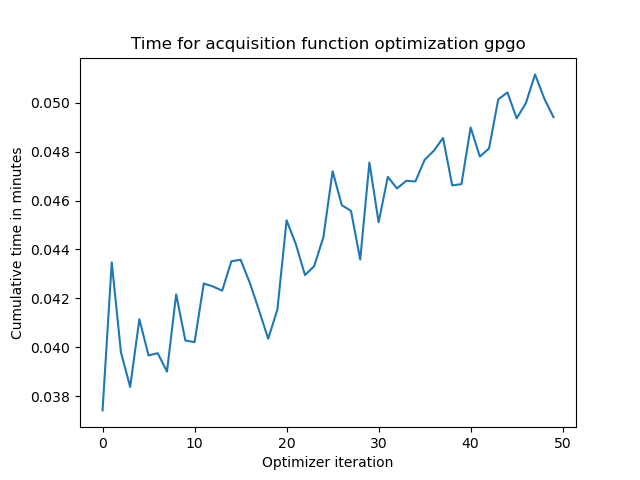 Time for acquisition function optimization gpgo
Cumulative time in minutes
0.050
0.048
0.046
0.044
0.042
0.040
0.038
0 10 20 30 40 50
Optimizer iteration